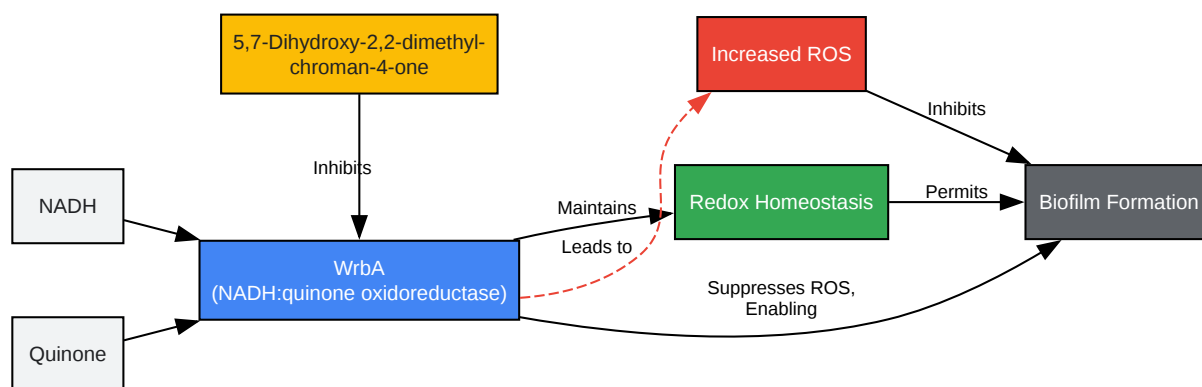 5,7-Dihydroxy-2,2-dimethyl-
chroman-4-one
Increased ROS
Inhibits
Inhibits
NADH
Redox Homeostasis
Permits
Biofilm Formation
Maintains
Leads to
WrbA
(NADH:quinone oxidoreductase)
Suppresses ROS,
Enabling
Quinone